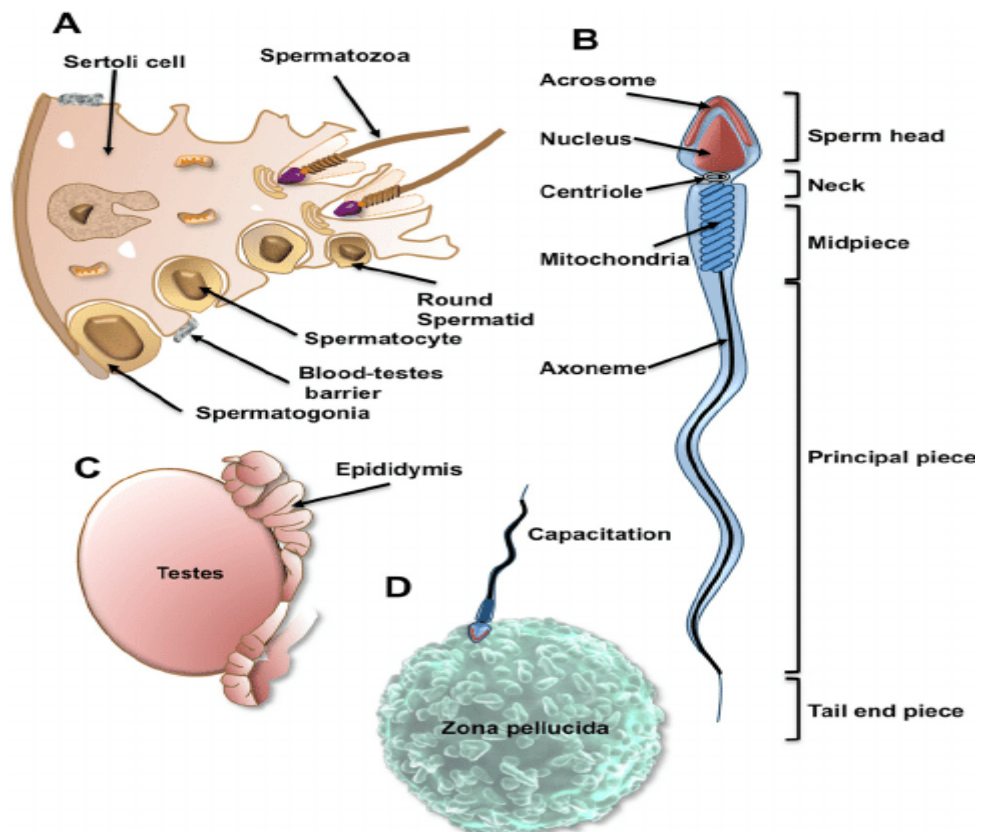 A
Sertoli cell
Spermatozoa
Round
Spermatid
Spermatocyte
Blood-testes
barrier
Spermatogonia
B
Acrosome
Nucleus
Centriole
Mitochondria
Axoneme
Sperm head
Neck
Midpiece
Principal piece
Tail end piece
C
Epididymis
Testes
D
Capacitation
Zona pellucida